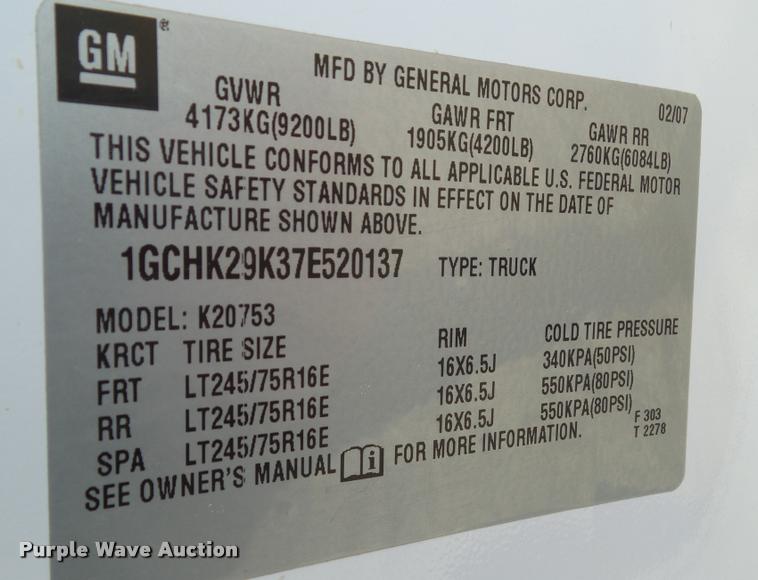 GM®
MFD BY GENERAL MOTORS CORP. 02/07
GVWR GAWR FRT GAWR RR
4173KG(9200LB) 1905KG(4200LB) 2760KG(6084LB)
THIS VEHICLE CONFORMS TO ALL APPLICABLE U.S. FEDERAL MOTOR
VEHICLE SAFETY STANDARDS IN EFFECT ON THE DATE OF
MANUFACTURE SHOWN ABOVE.
1GCHK29K37E520137 TYPE: TRUCK
MODEL: K20753
KRCT TIRE SIZE RIM COLD TIRE PRESSURE
FRT LT245/75R16E 16X6.5J 340KPA(50PSI)
RR LT245/75R16E 16X6.5J 550KPA(80PSI)
SPA LT245/75R16E 16X6.5J 550KPA(80PSI)
SEE OWNER'S MANUAL i FOR MORE INFORMATION.
F 303
T 2278
Purple Wave Auction